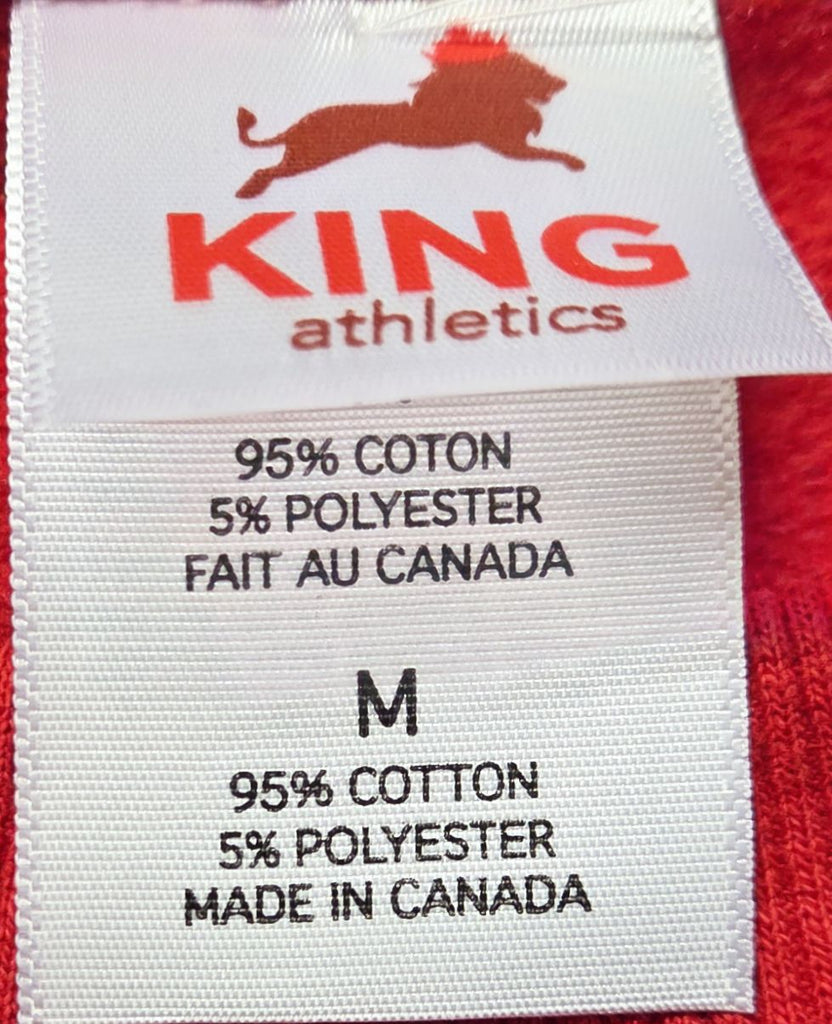 KING
athletics
95% COTON
5% POLYESTER
FAIT AU CANADA
M
95% COTTON
5% POLYESTER
MADE IN CANADA